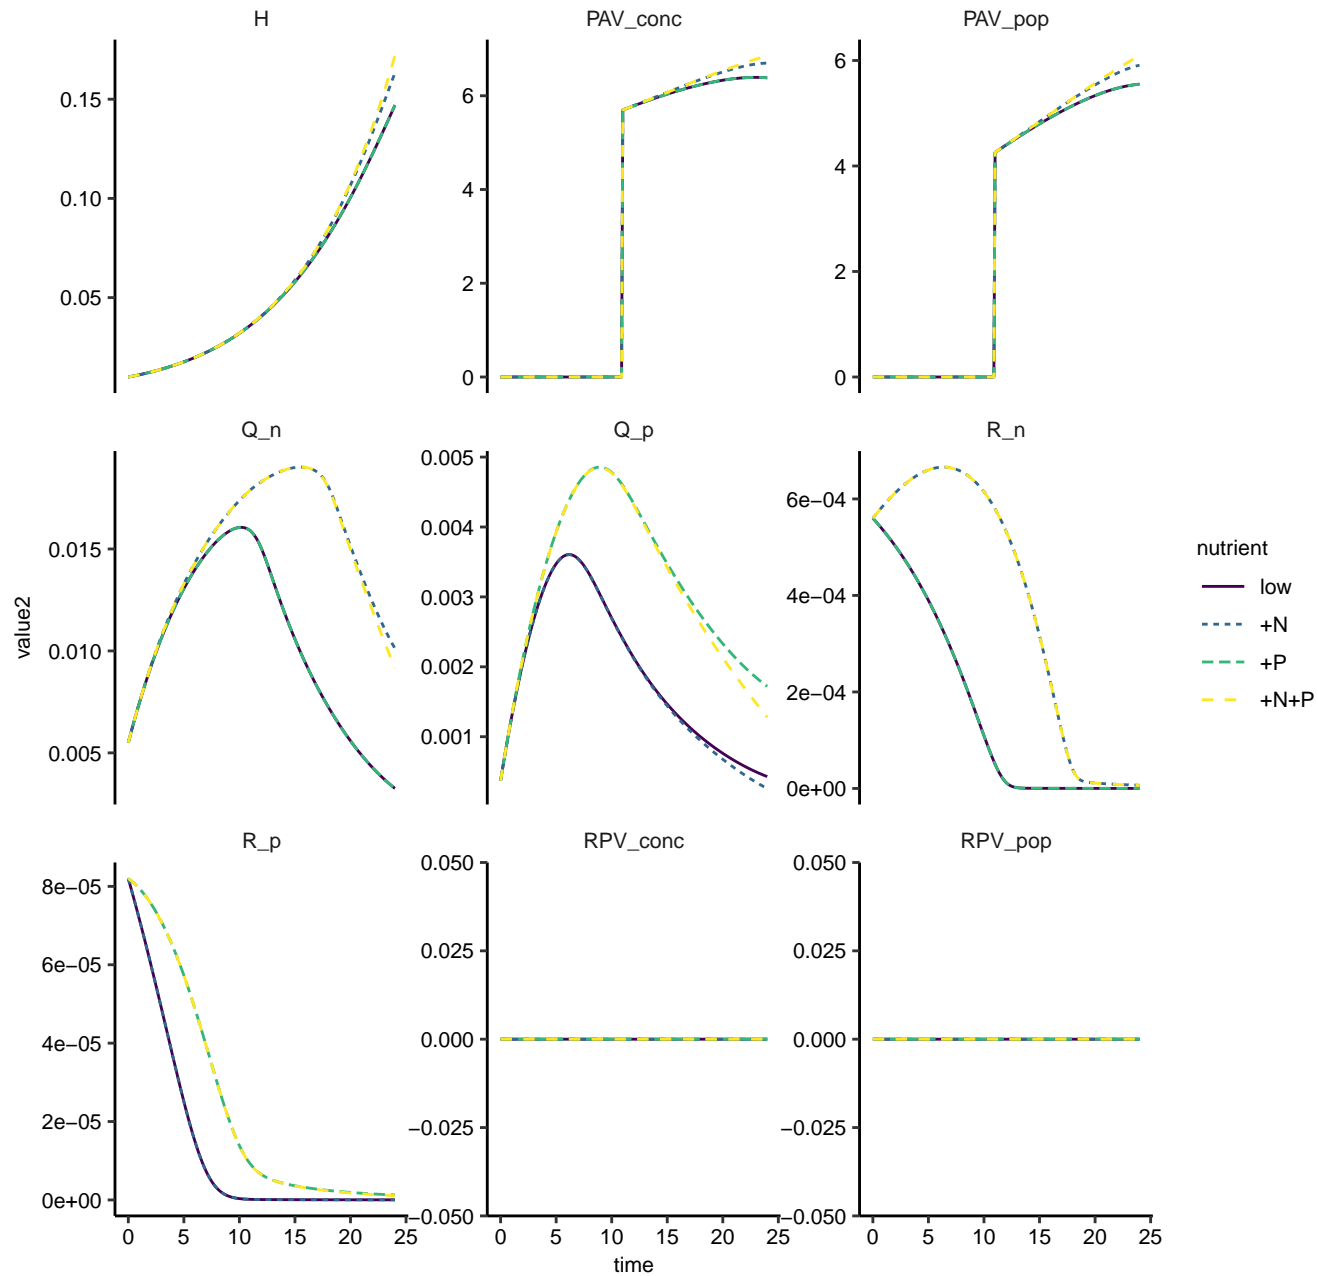 H
PAV_conc
PAV_pop
0.15
0.10
0.05
6
4
2
0
6
4
2
0
Q_n
Q_p
R_n
0.015
0.010
0.005
0.005
0.004
0.003
0.002
0.001
6e−04
4e−04
2e−04
0e+00
R_p
RPV_conc
RPV_pop
8e−05
6e−05
4e−05
2e−05
0e+00
0.050
0.025
0.000
−0.025
−0.050
0.050
0.025
0.000
−0.025
−0.050
0 5 10 15 20 25
0 5 10 15 20 25
0 5 10 15 20 25
time
value2
nutrient
low
+N
+P
+N+P